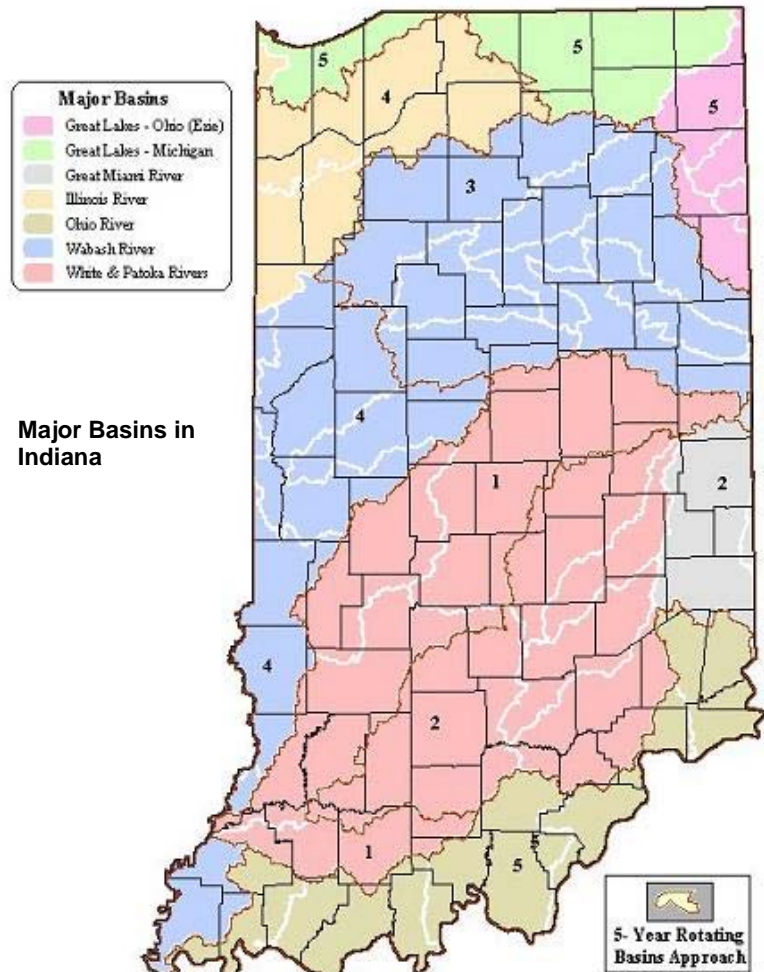 5
5
4
5
Major Basins
Great Lakes - Ohio (Erie)
Great Lakes - Michigan
Great Miami River
Illinois River
Ohio River
Wabash River
White & Patoka Rivers
3
Major Basins in
Indiana
4
1
2
4
2
1
5
5
5- Year Rotating
Basins Approach